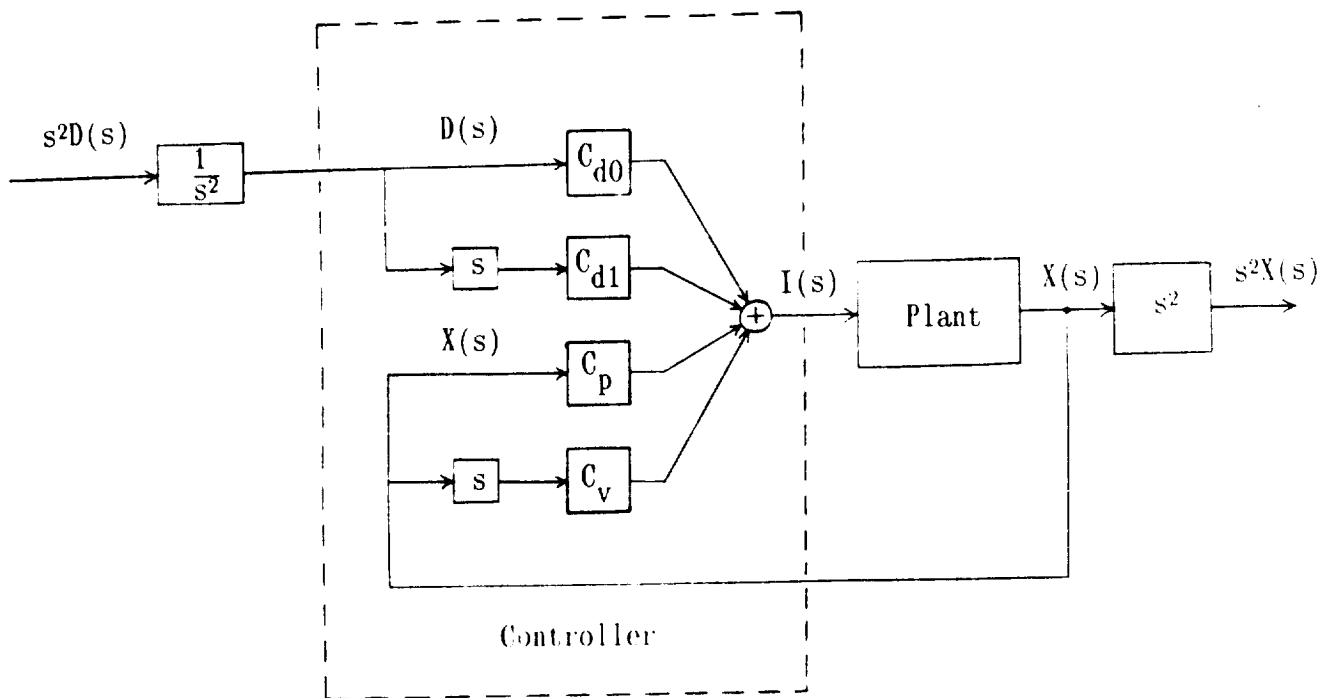 s²D(s)
1
s²
D(s)
C_d0
s
C_d1
X(s)
C_p
s
C_v
+
I(s)
Plant
X(s)
s²
s²X(s)
Controller